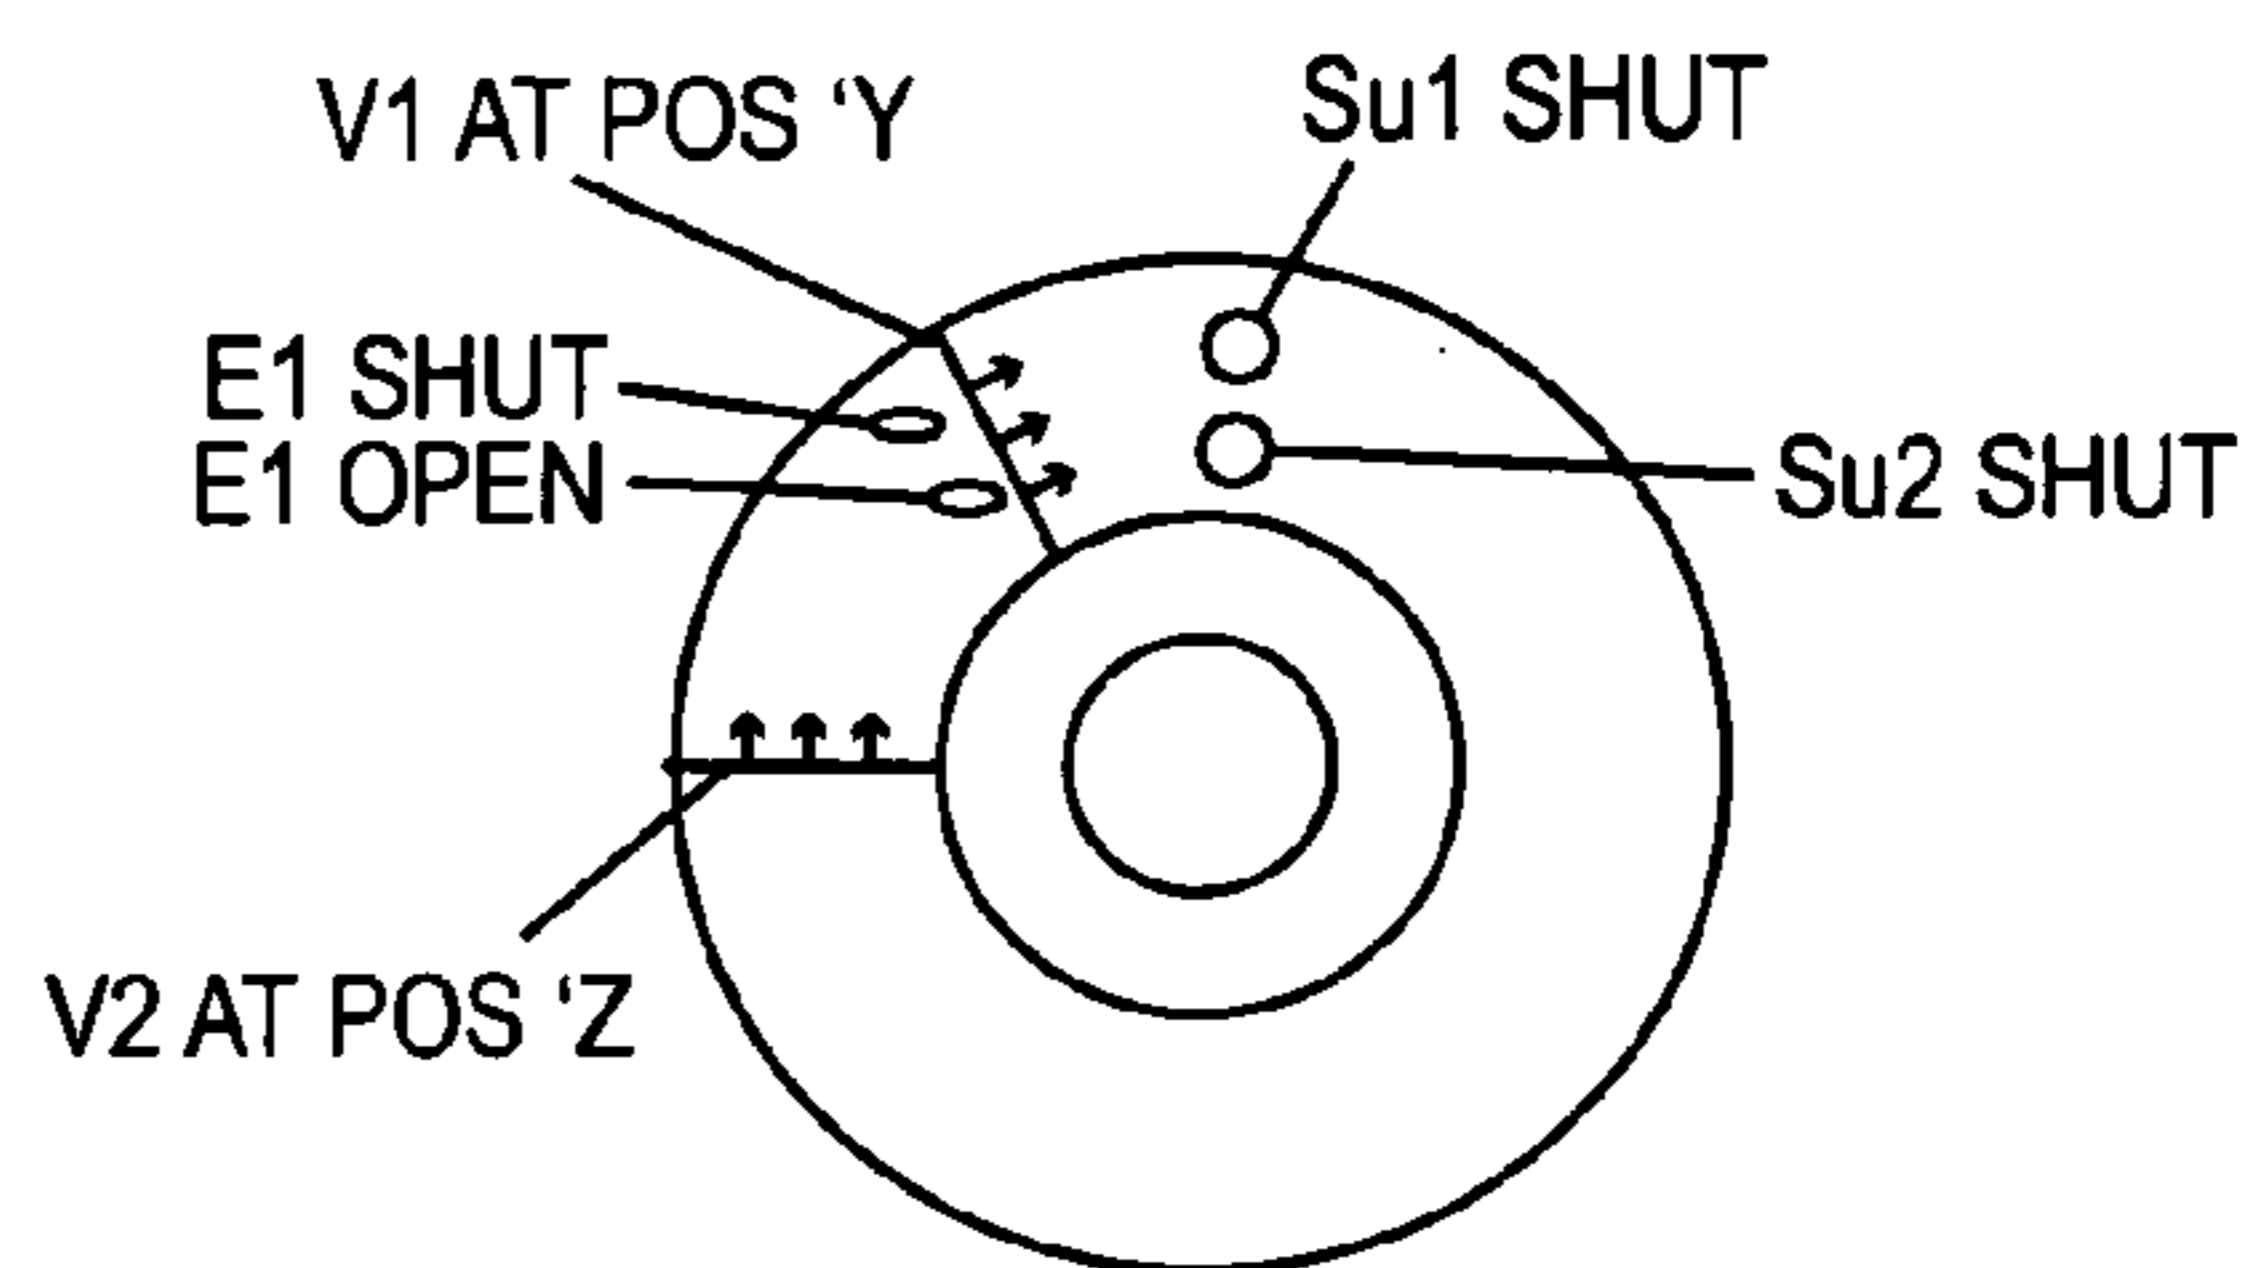 V1 AT POS ‘Y
Su1 SHUT
E1 SHUT
E1 OPEN
Su2 SHUT
V2 AT POS ‘Z